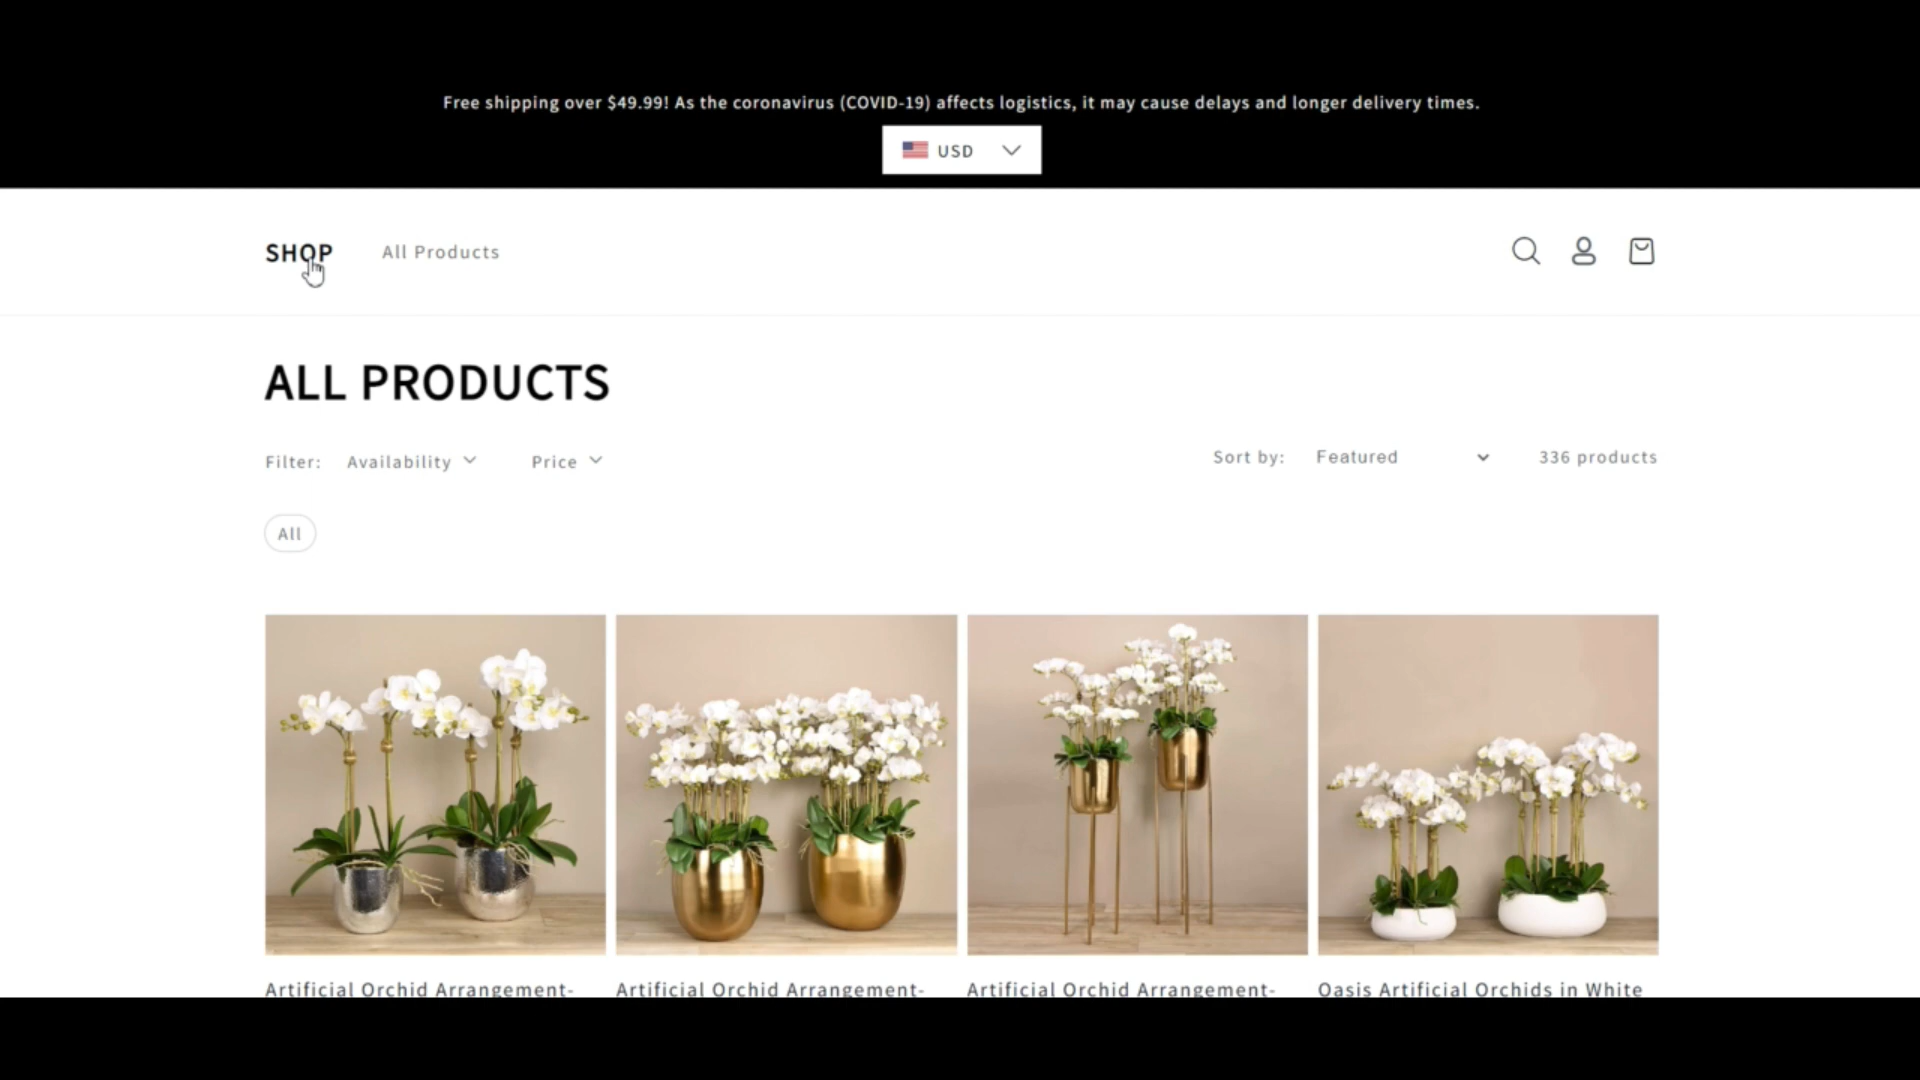 Free shipping over $49.99! As the coronavirus (COVID-19) affects logistics, it may cause delays and longer delivery times.
USD
SHOP All Products
ALL PRODUCTS
Filter: Availability Price Sort by: Featured 336 products
All
Artificial Orchid Arrangement- Artificial Orchid Arrangement- Artificial Orchid Arrangement- Oasis Artificial Orchids in White